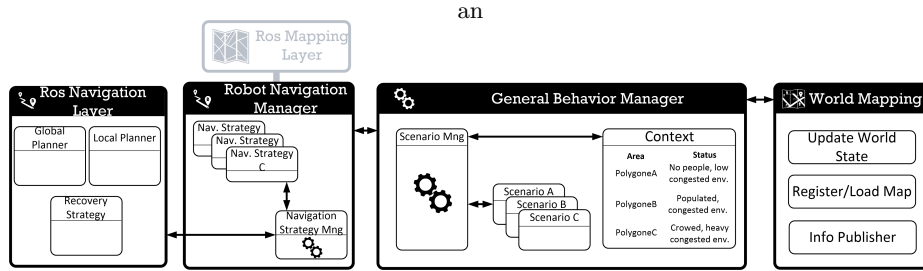 an
Ros Mapping
Layer
Ros Navigation
Layer
Global
Planner
Local Planner
Recovery
Strategy
Robot Navigation
Manager
Nav. Strategy
Nav. Strategy
Nav. Strategy
C
Navigation
Strategy Mng
General Behavior Manager
Scenario Mng
Scenario A
Scenario B
Scenario C
Context
Area Status
PolygoneA No people, low
congested env.
PolygoneB Populated,
congested env.
PolygoneC Crowed, heavy
congested env.
World Mapping
Update World
State
Register/Load Map
Info Publisher